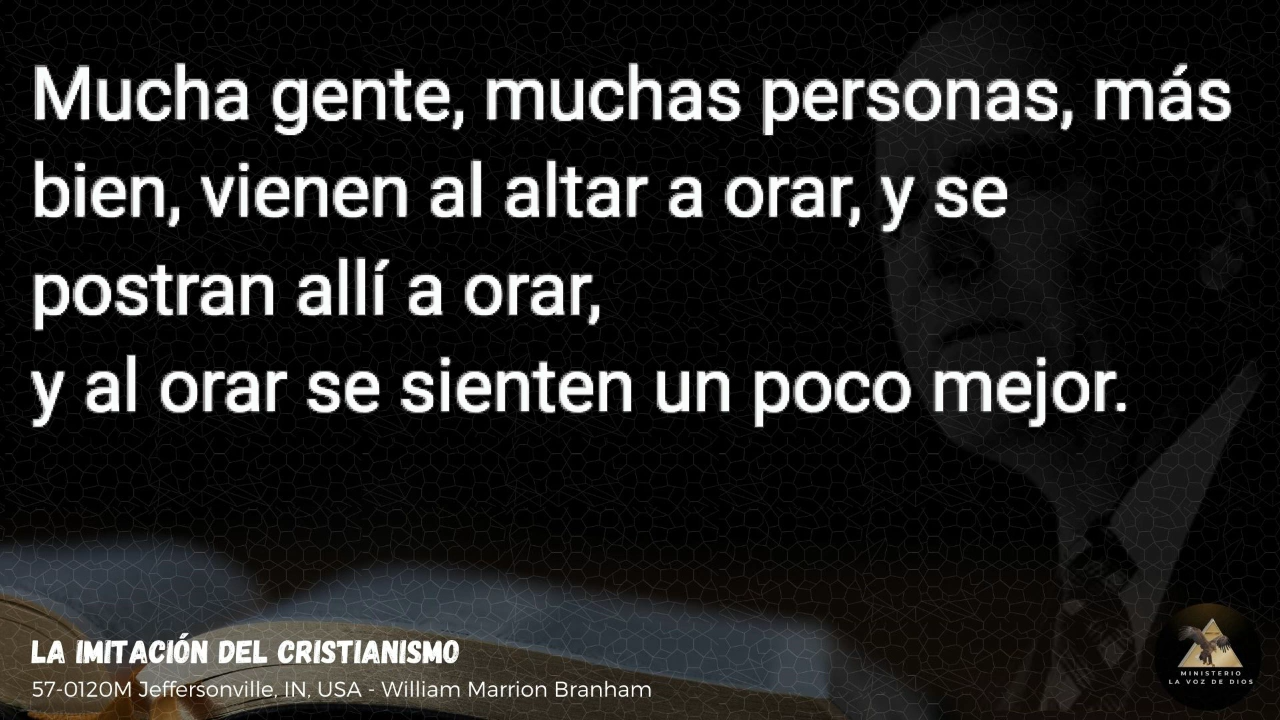 Mucha gente, muchas personas, más
bien, vienen al altar a orar, y se
postran allí a orar,
y al orar se sienten un poco mejor.
LA IMITACIÓN DEL CRISTIANISMO
57-0120M Jeffersonville, IN, USA - William Marrion Branham
MINISTERIO
LA VOZ DE DIOS